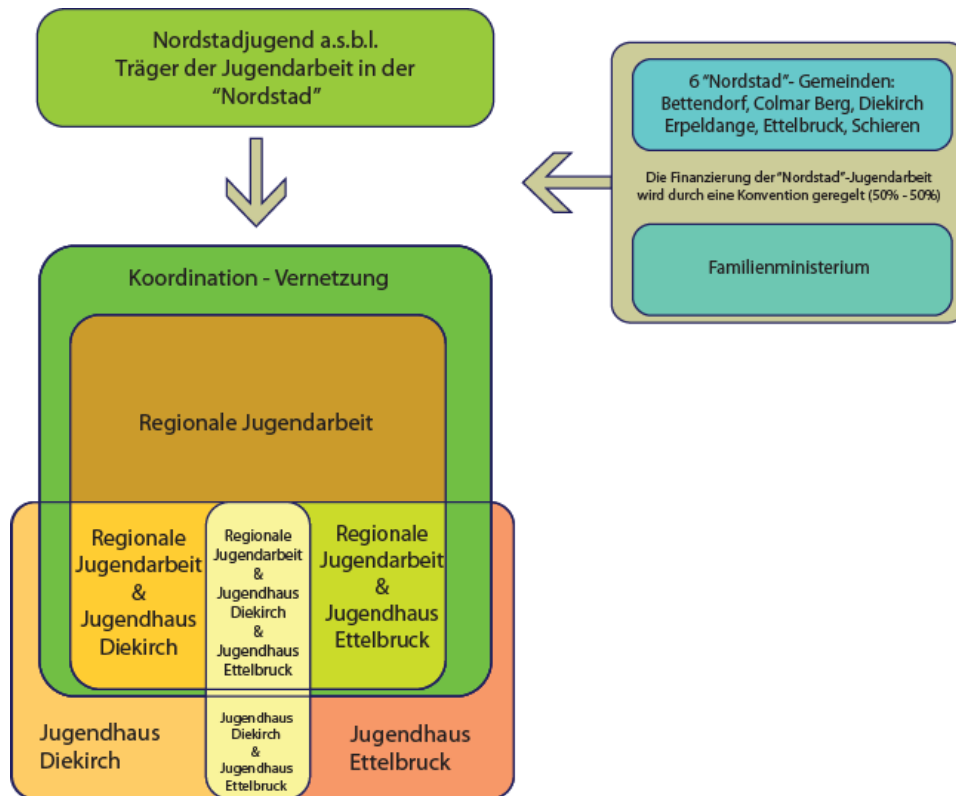 Nordstadjugend a.s.b.l.
Träger der Jugendarbeit in der
“Nordstad”
6 “Nordstad”- Gemeinden:
Bettendorf, Colmar Berg, Diekirch
Erpeldange, Ettelbruck, Schieren
Die Finanzierung der “Nordstad”-Jugendarbeit
wird durch eine Konvention geregelt (50% - 50%)
Familienministerium
Koordination - Vernetzung
Regionale Jugendarbeit
Regionale
Jugendarbeit
&
Jugendhaus
Diekirch
Regionale
Jugendarbeit
&
Jugendhaus
Diekirch
&
Jugendhaus
Ettelbruck
Regionale
Jugendarbeit
&
Jugendhaus
Ettelbruck
Jugendhaus
Diekirch
Jugendhaus
Diekirch
&
Jugendhaus
Ettelbruck
Jugendhaus
Ettelbruck